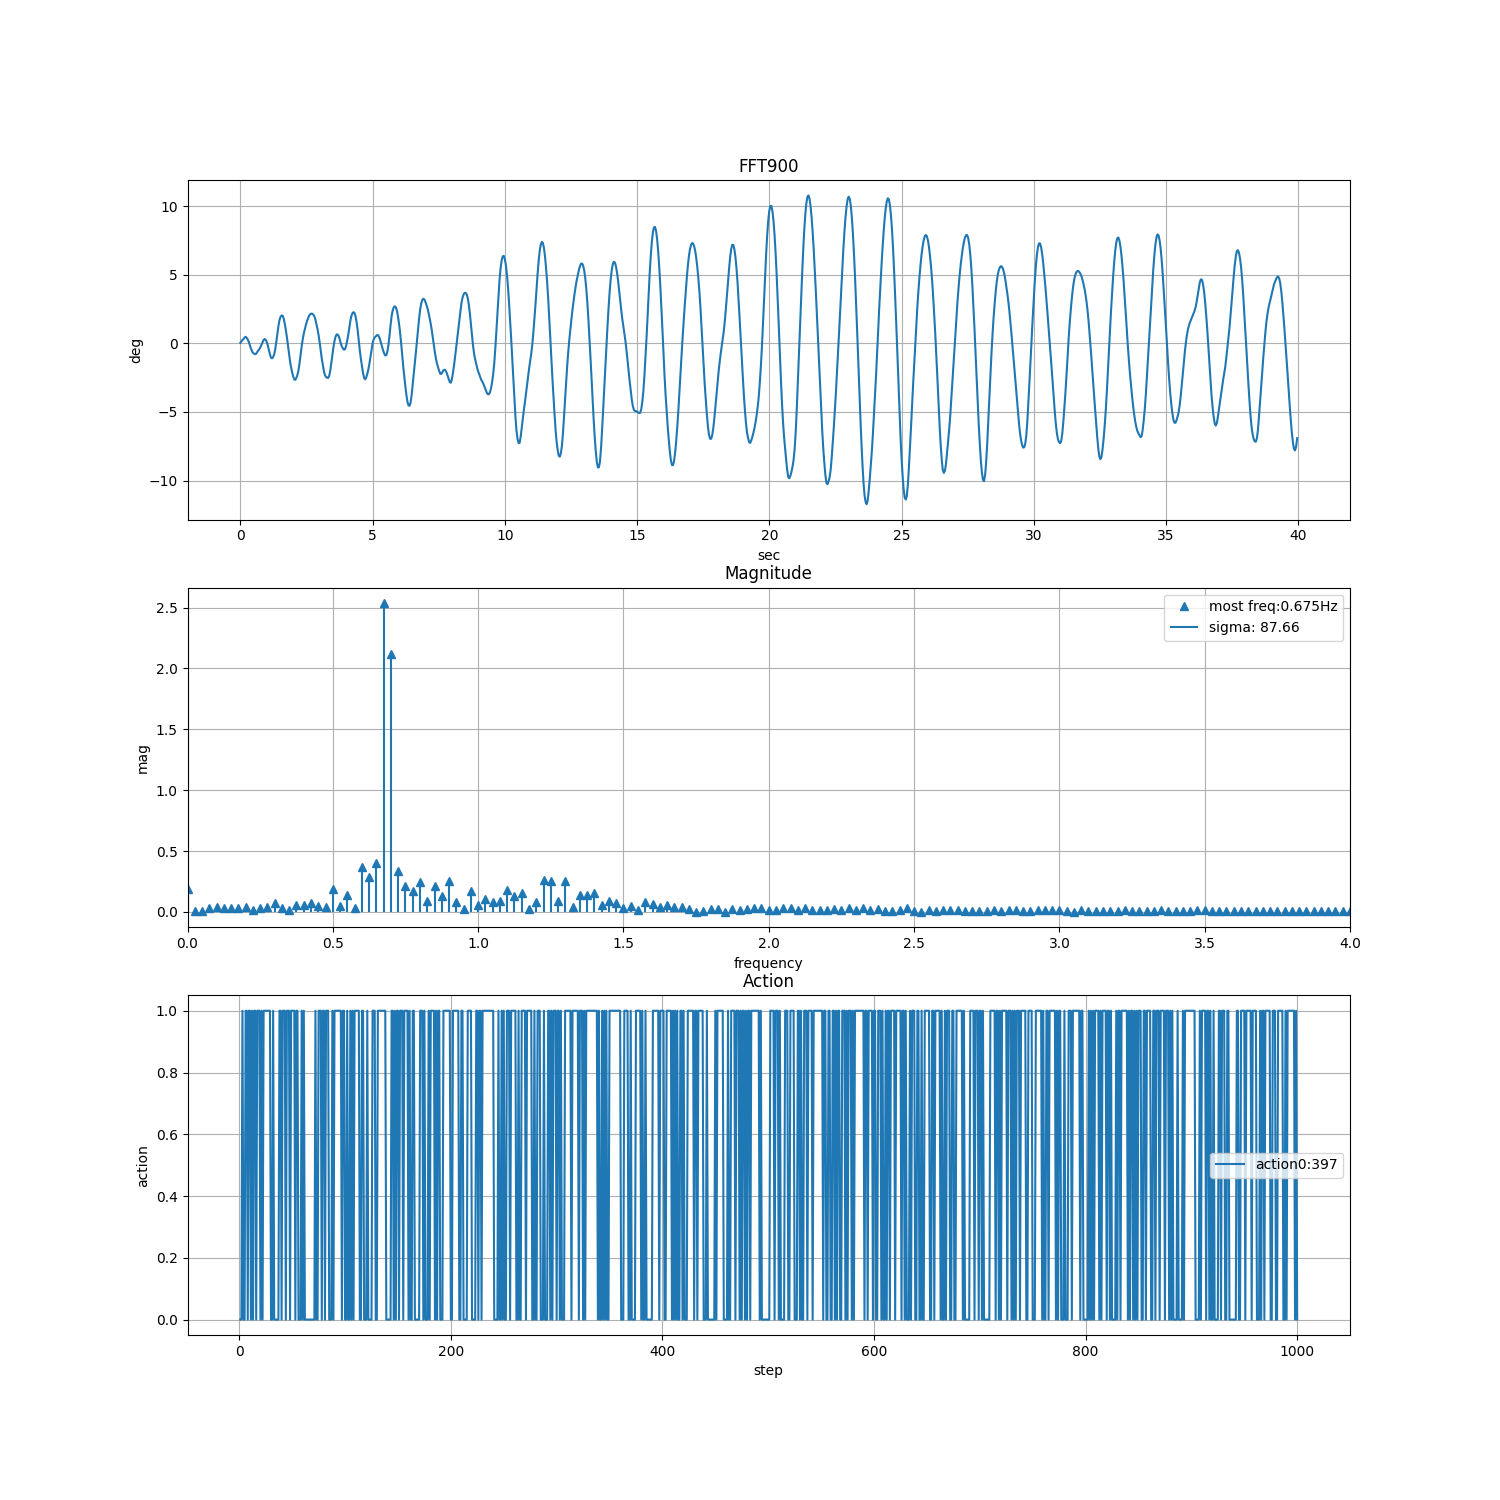 FFT900
10
5
0
−5
−10
deg
0 5 10 15 20 25 30 35 40
sec
Magnitude
most freq:0.675Hz
sigma: 87.66
2.5
2.0
1.5
1.0
0.5
0.0
mag
0.0 0.5 1.0 1.5 2.0 2.5 3.0 3.5 4.0
frequency
Action
1.0
0.8
0.6
0.4
0.2
0.0
action
action0:397
0 200 400 600 800 1000
step